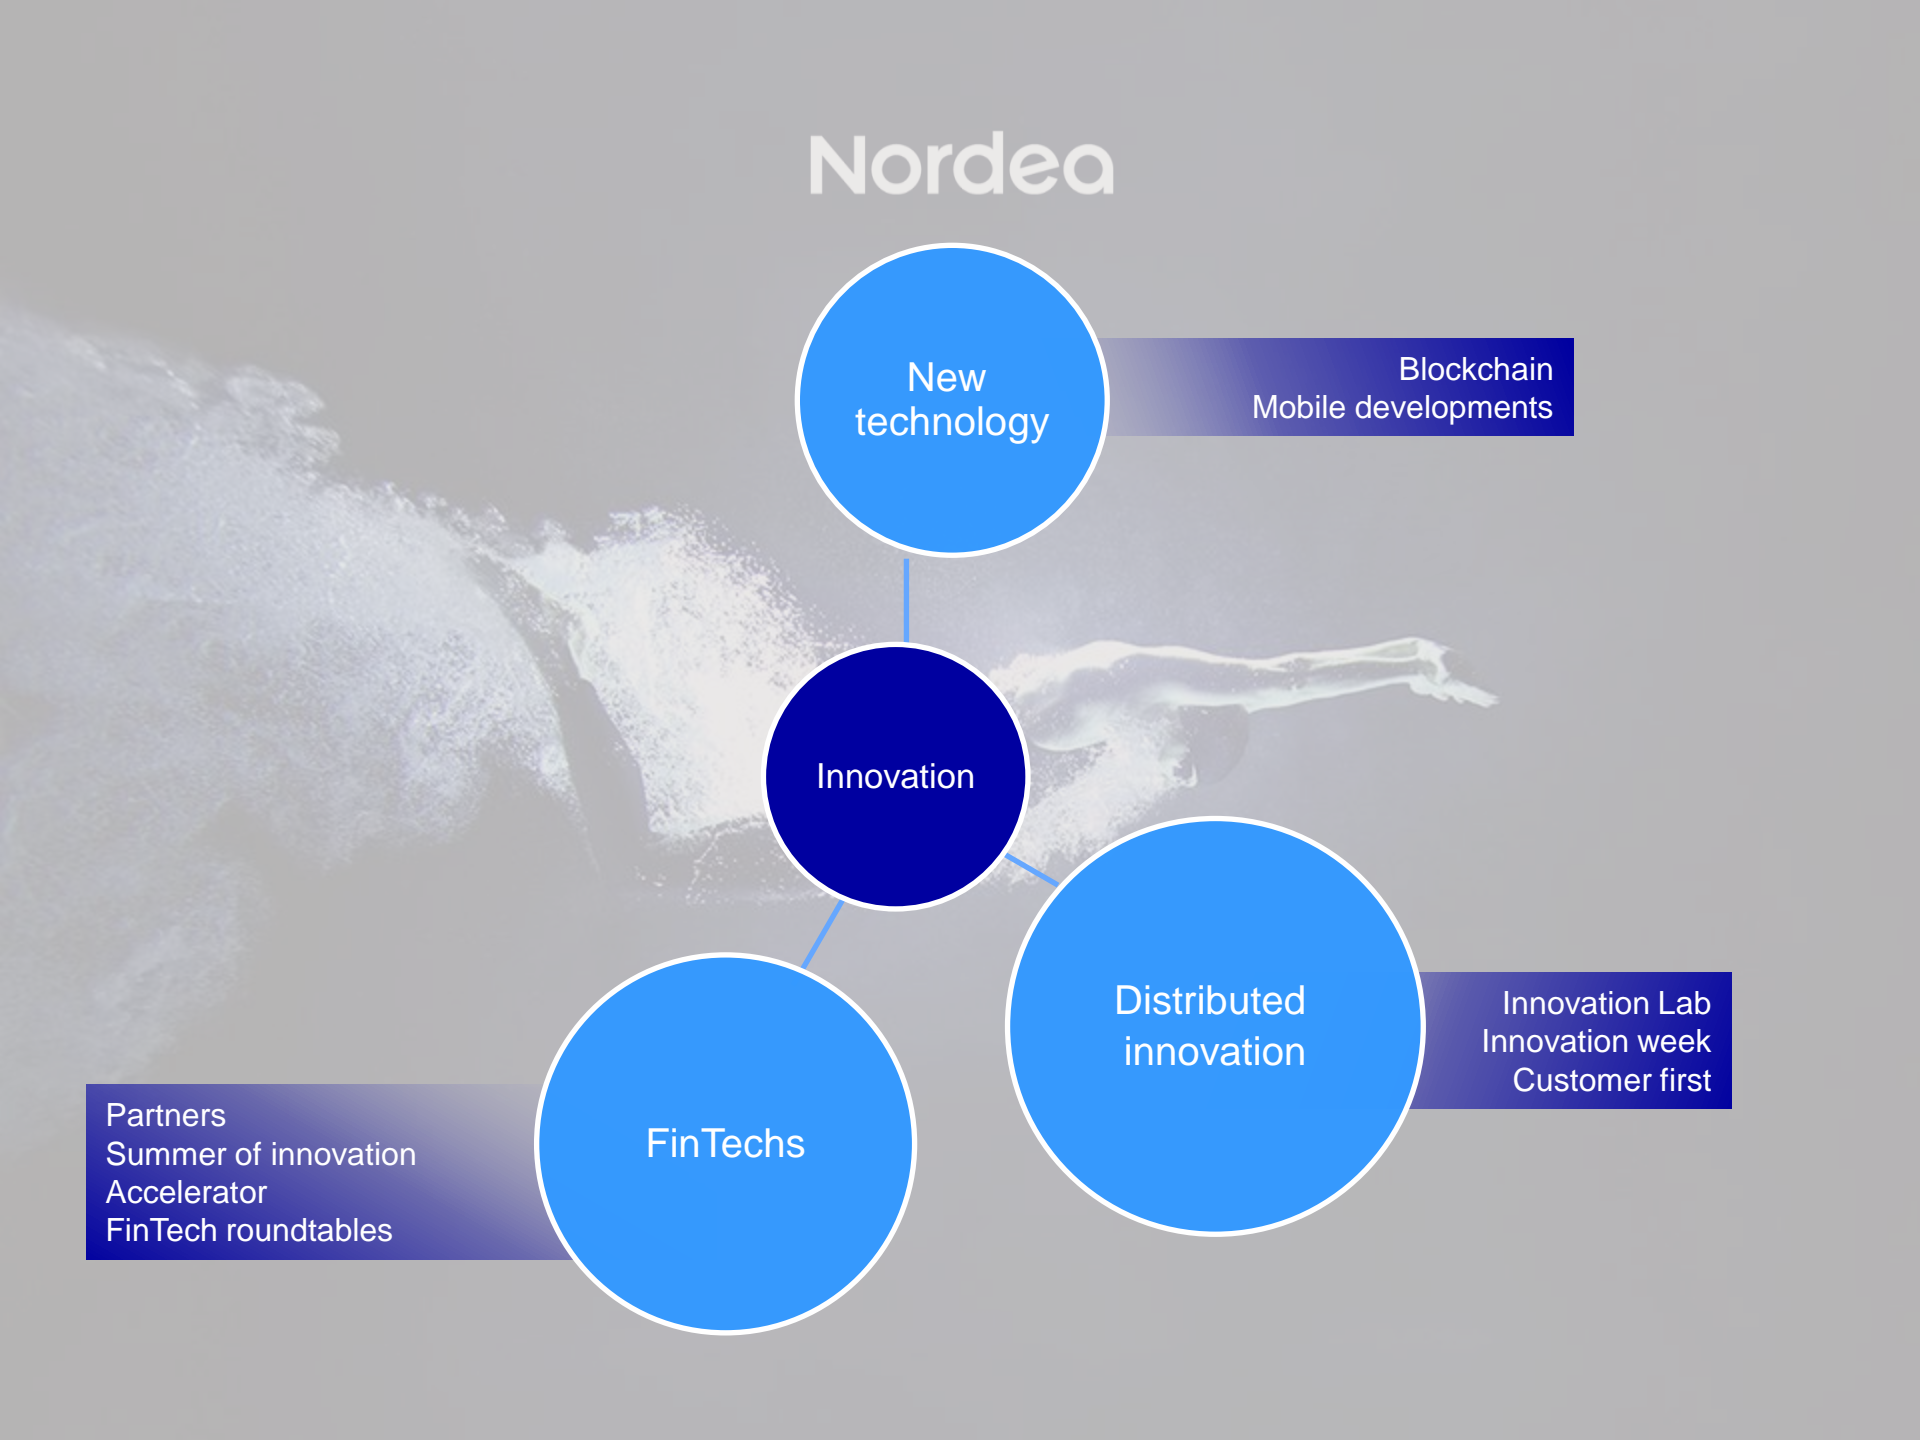 Nordea
New
technology
Blockchain
Mobile developments
Innovation
Distributed
innovation
Innovation Lab
Innovation week
Customer first
FinTechs
Partners
Summer of innovation
Accelerator
FinTech roundtables